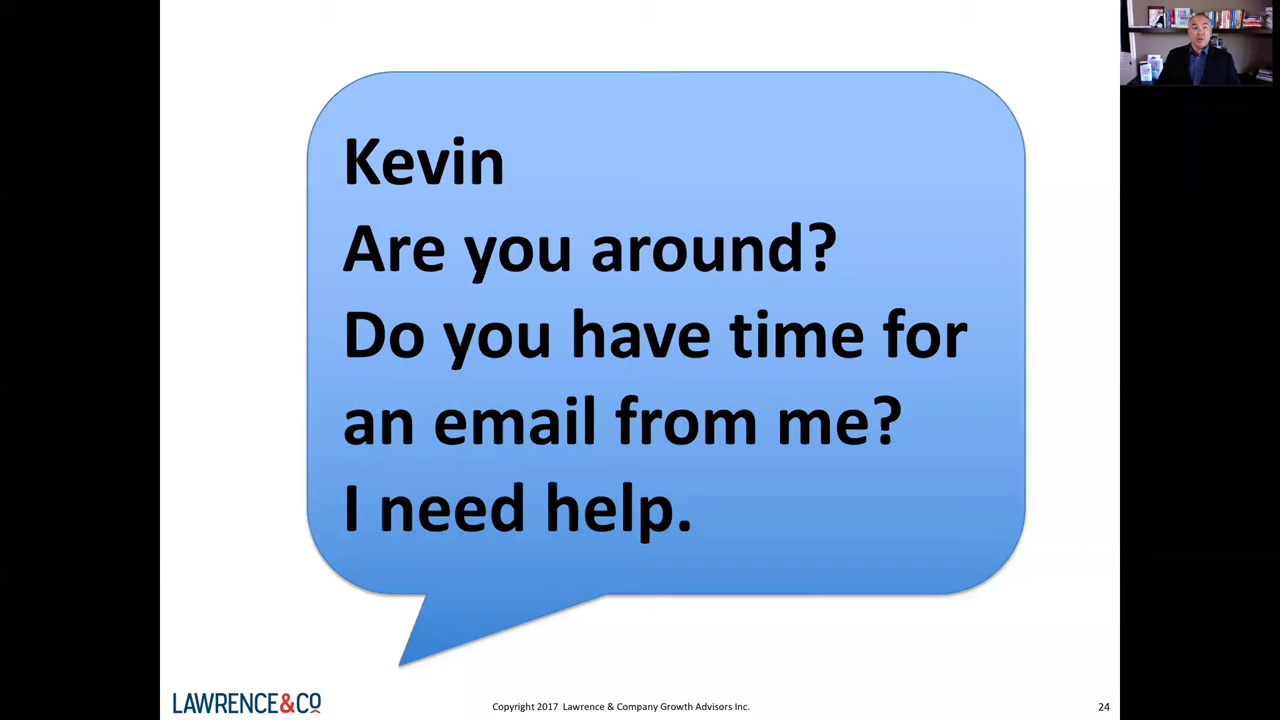 Kevin
Are you around?
Do you have time for
an email from me?
I need help.
LAWRENCE&CO
Copyright 2017 Lawrence & Company Growth Advisors Inc.
24